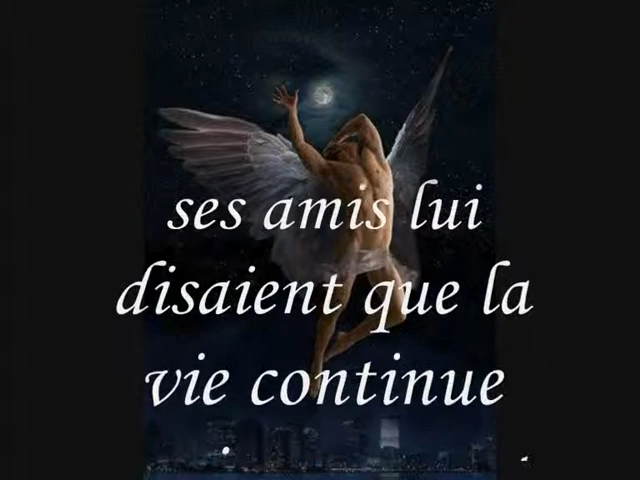 ses amis lui
disaient que la
vie continue